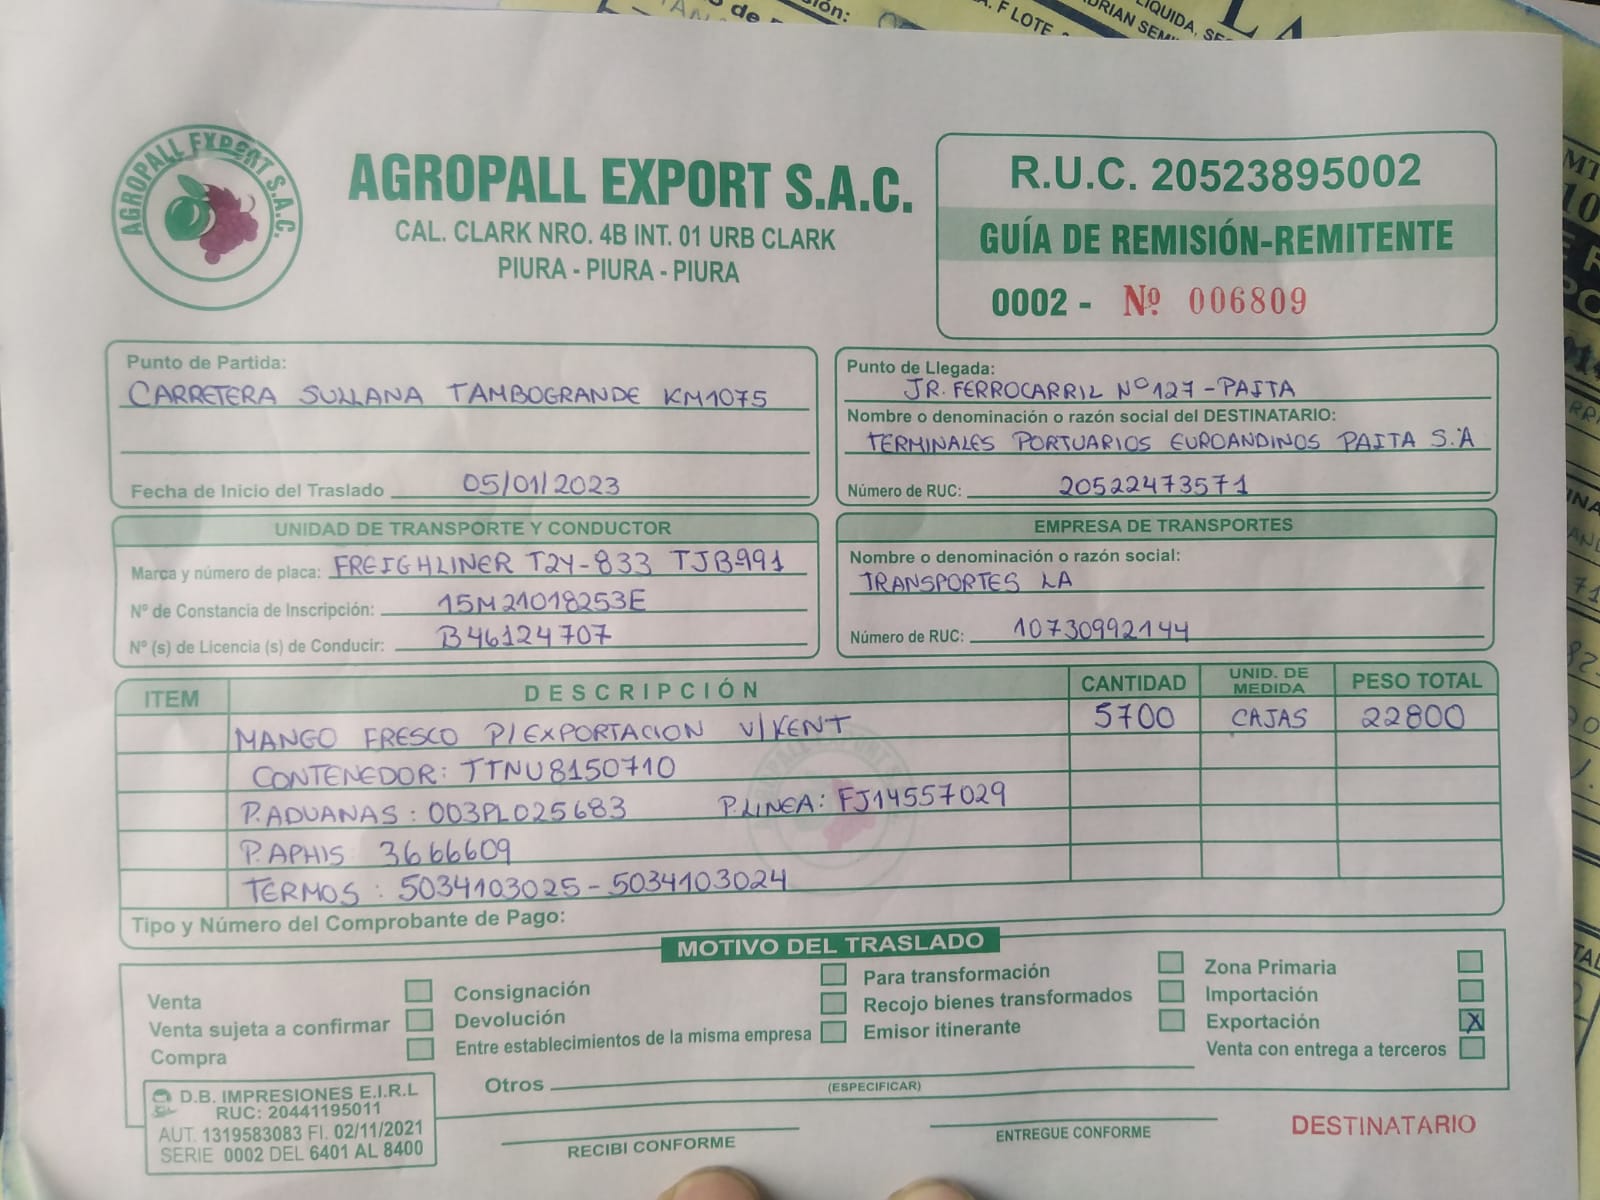 AGROPALL EXPORT S.A.C.
AGROPALL EXPORT S.A.C.
CAL. CLARK NRO. 4B INT. 01 URB CLARK
PIURA - PIURA - PIURA
R.U.C. 20523895002
GUÍA DE REMISIÓN-REMITENTE
0002 - Nº. 006809
Punto de Partida:
CARRETERA SULLANA TAMBOGRANDE KM1075
Fecha de Inicio del Traslado 05/01/2023
Punto de Llegada:
JR. FERROCARRIL Nº127 - PAITA
Nombre o denominación o razón social del DESTINATARIO:
TERMINALES PORTUARIOS EUROANDINOS PAITA S.A
Número de RUC: 20522473571
UNIDAD DE TRANSPORTE Y CONDUCTOR
Marca y número de placa: FREIGHLINER T2Y-833 TJB-991
Nº de Constancia de Inscripción: 15M21018253E
Nº (s) de Licencia (s) de Conducir: B46124707
EMPRESA DE TRANSPORTES
Nombre o denominación o razón social:
TRANSPORTES LA
Número de RUC: 10730992144
ITEM DESCRIPCIÓN CANTIDAD UNID. DE MEDIDA PESO TOTAL
MANGO FRESCO P/EXPORTACION V/KENT 5700 CAJAS 22800
CONTENEDOR: TTNU8150710
P.ADUANAS: 003PL025683 P.LINEA: FJ14557029
P.APHIS 3666609
TERMOS: 5034103025-5034103024
Tipo y Número del Comprobante de Pago:
MOTIVO DEL TRASLADO
Venta
Venta sujeta a confirmar
Compra
Consignación
Devolución
Entre establecimientos de la misma empresa
Para transformación
Recojo bienes transformados
Emisor itinerante
Zona Primaria
Importación
Exportación X
Venta con entrega a terceros
Otros
(ESPECIFICAR)
D.B. IMPRESIONES E.I.R.L
RUC: 20441195011
AUT. 1319583083 FI. 02/11/2021
SERIE 0002 DEL 6401 AL 8400
RECIBI CONFORME
ENTREGUE CONFORME
DESTINATARIO